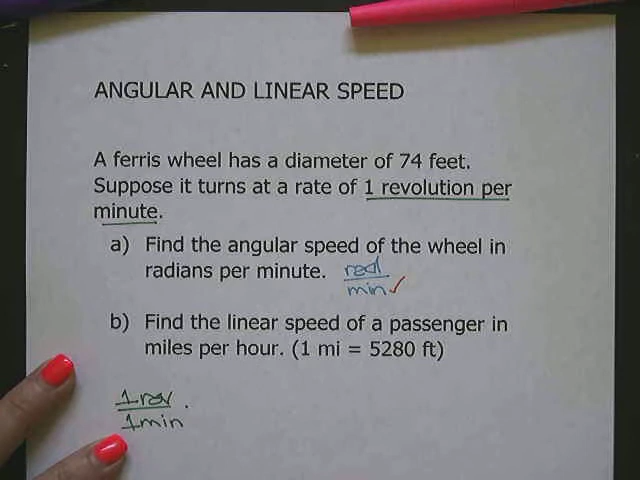 ANGULAR AND LINEAR SPEED
A ferris wheel has a diameter of 74 feet.
Suppose it turns at a rate of 1 revolution per
minute.
a) Find the angular speed of the wheel in
radians per minute. rad
min
b) Find the linear speed of a passenger in
miles per hour. (1 mi = 5280 ft)
1 rev .
1 min